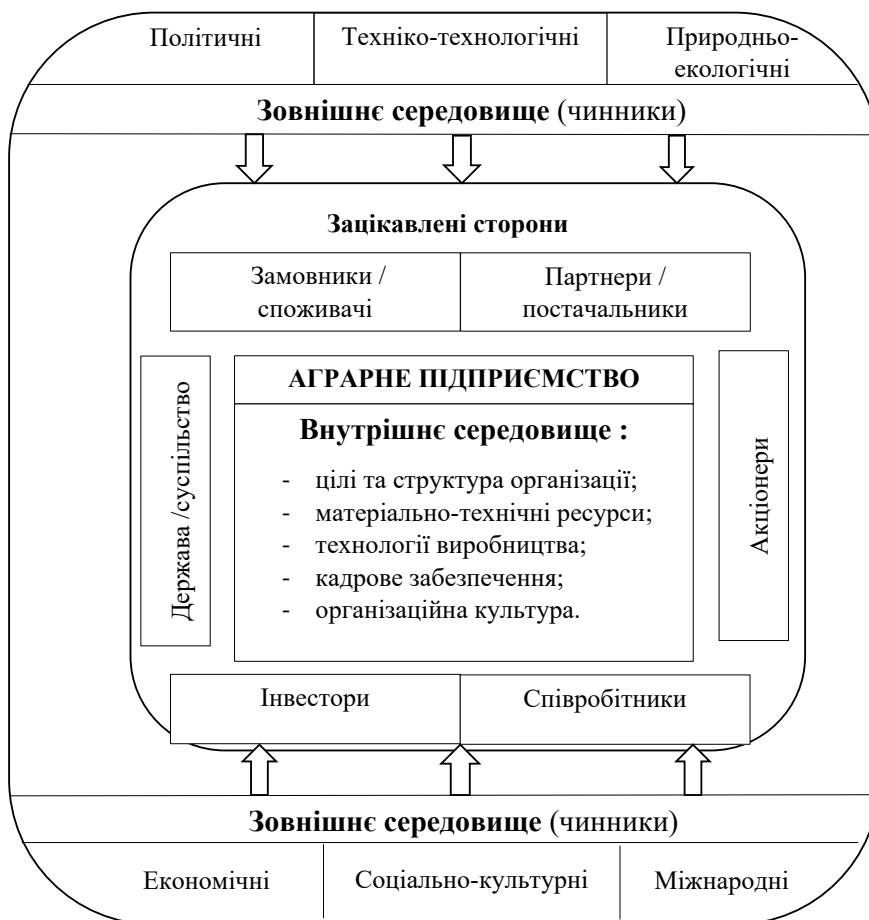 Політичні
Техніко-технологічні
Природньо-
екологічні
Зовнішнє середовище (чинники)
Зацікавлені сторони
Замовники /
споживачі
Партнери /
постачальники
Держава /суспільство
АГРАРНЕ ПІДПРИЄМСТВО
Внутрішнє середовище :
- цілі та структура організації;
- матеріально-технічні ресурси;
- технології виробництва;
- кадрове забезпечення;
- організаційна культура.
Акціонери
Інвестори
Співробітники
Зовнішнє середовище (чинники)
Економічні
Соціально-культурні
Міжнародні